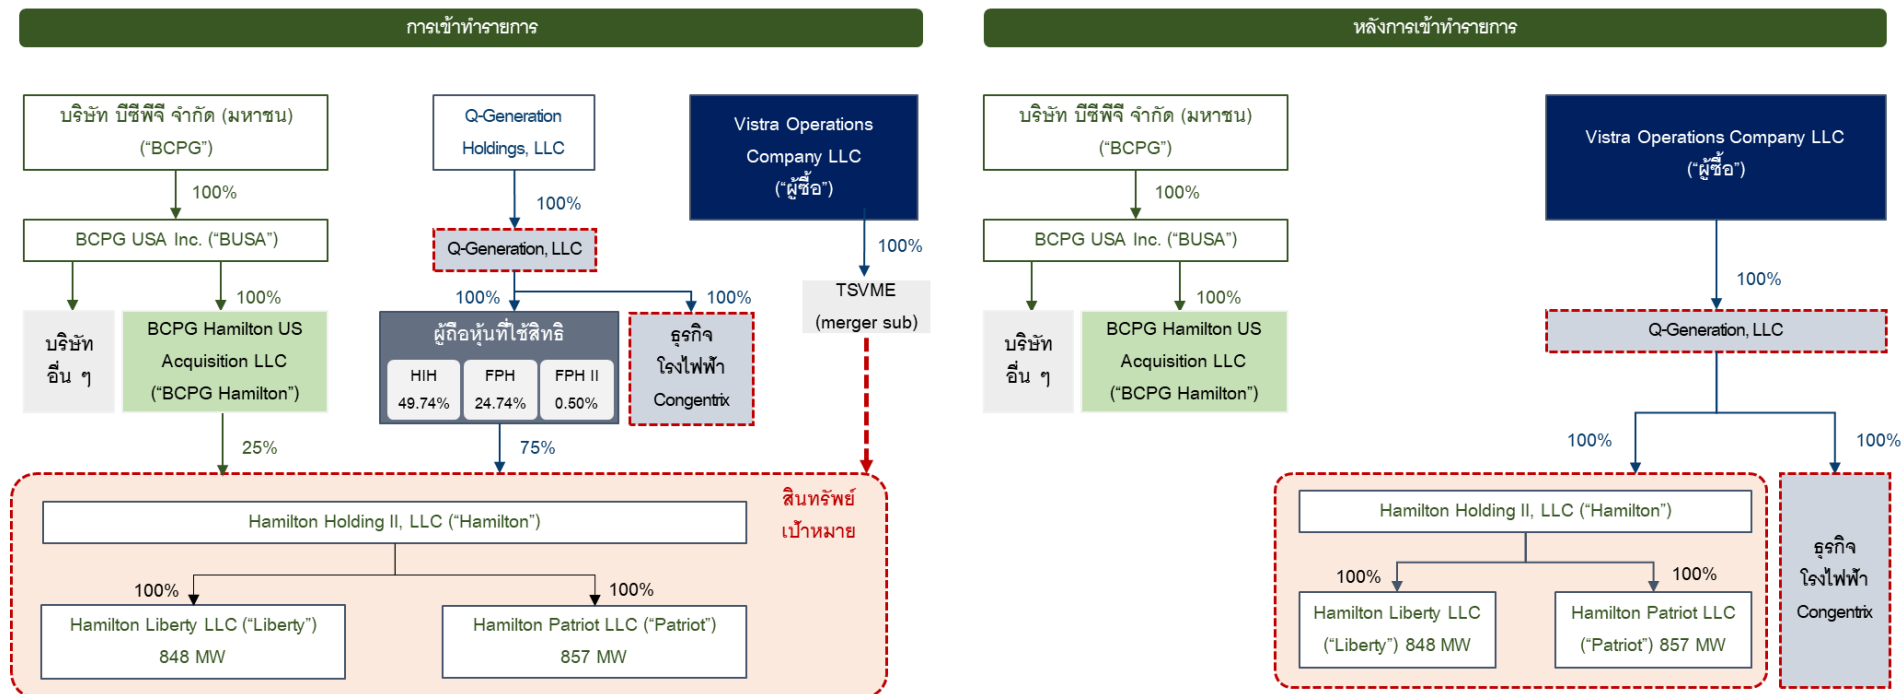 การเข้าทำรายการ
บริษัท บีซีพีจี จำกัด (มหาชน)
(“BCPG”)
100%
BCPG USA Inc. (“BUSA”)
100%
บริษัท
อื่น ๆ
BCPG Hamilton US
Acquisition LLC
(“BCPG Hamilton”)
25%
Q-Generation
Holdings, LLC
100%
Q-Generation, LLC
100%
100%
ผู้ถือหุ้นที่ใช้สิทธิ
HIH
49.74%
FPH
24.74%
FPH II
0.50%
75%
ธุรกิจ
โรงไฟฟ้า
Congentrix
Vistra Operations
Company LLC
(“ผู้ซื้อ”)
100%
TSVME
(merger sub)
สินทรัพย์
เป้าหมาย
Hamilton Holding II, LLC (“Hamilton”)
100%
100%
Hamilton Liberty LLC (“Liberty”)
848 MW
Hamilton Patriot LLC (“Patriot”)
857 MW
หลังการเข้าทำรายการ
บริษัท บีซีพีจี จำกัด (มหาชน)
(“BCPG”)
100%
BCPG USA Inc. (“BUSA”)
100%
บริษัท
อื่น ๆ
BCPG Hamilton US
Acquisition LLC
(“BCPG Hamilton”)
Vistra Operations Company LLC
(“ผู้ซื้อ”)
100%
Q-Generation, LLC
100%
100%
Hamilton Holding II, LLC (“Hamilton”)
100%
100%
Hamilton Liberty LLC
(“Liberty”) 848 MW
Hamilton Patriot LLC
(“Patriot”) 857 MW
ธุรกิจ
โรงไฟฟ้า
Congentrix